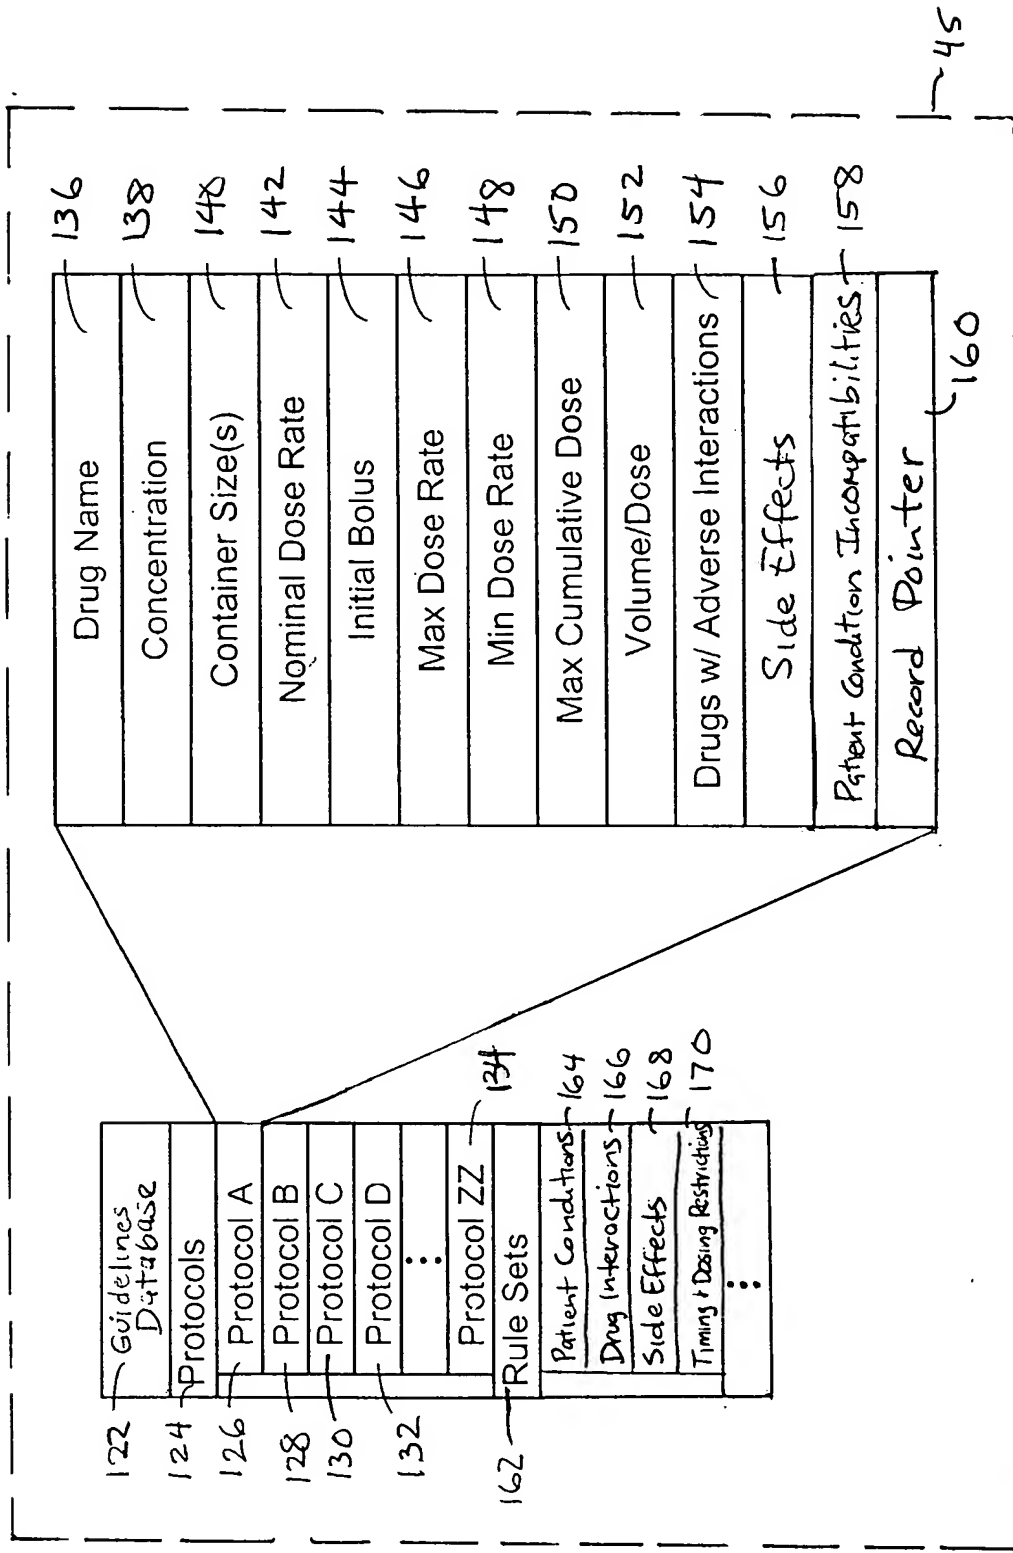 122 Guidelines
Database
124 Protocols
126 Protocol A
128 Protocol B
130 Protocol C
132 Protocol D
⋮
Protocol ZZ 134
162 Rule Sets
Patient Conditions 164
Drug Interactions 166
Side Effects 168
Timing + Dosing Restrictions 170
⋮
Drug Name 136
Concentration 138
Container Size(s) 140
Nominal Dose Rate 142
Initial Bolus 144
Max Dose Rate 146
Min Dose Rate 148
Max Cumulative Dose 150
Volume/Dose 152
Drugs w/ Adverse Interactions 154
Side Effects 156
Patient Condition Incompatibilities 158
Record Pointer 160
45